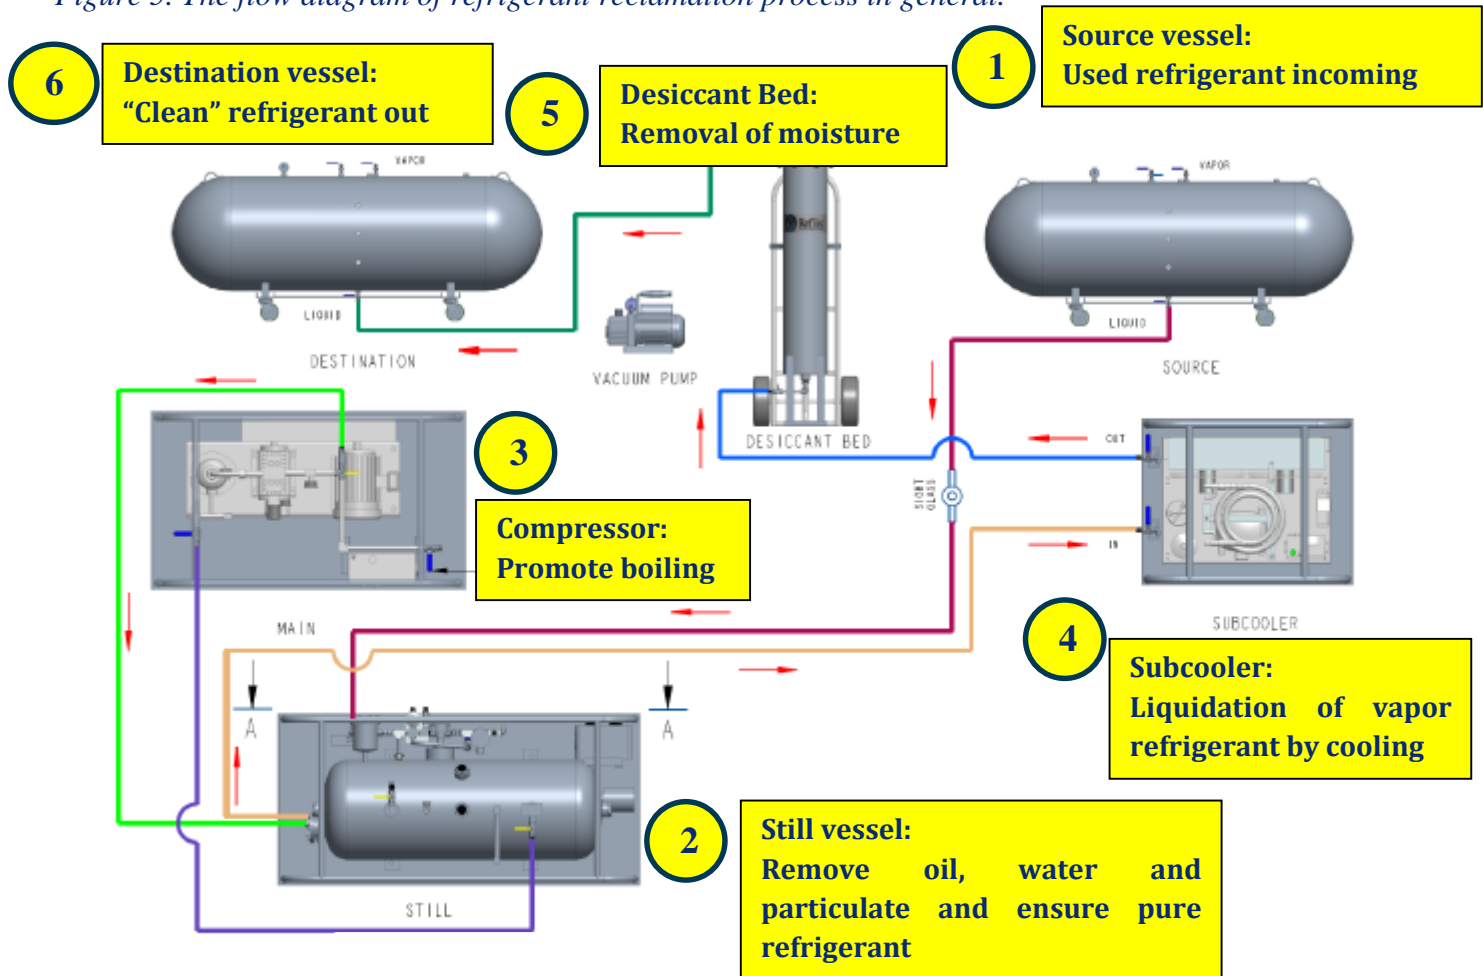 Figure 5. The flow diagram of refrigerant reclamation process in general.
1
Source vessel:
Used refrigerant incoming
6
Destination vessel:
“Clean” refrigerant out
5
Desiccant Bed:
Removal of moisture
VAPOR
VAPOR
LIQUID
DESTINATION
VACUUM PUMP
DESICCANT BED
LIQUID
SOURCE
3
Compressor:
Promote boiling
SIGHT
GLASS
OUT
IN
MAIN
SUBCOOLER
4
Subcooler:
Liquidation of vapor
refrigerant by cooling
A
A
2
Still vessel:
Remove oil, water and
particulate and ensure pure
refrigerant
STILL